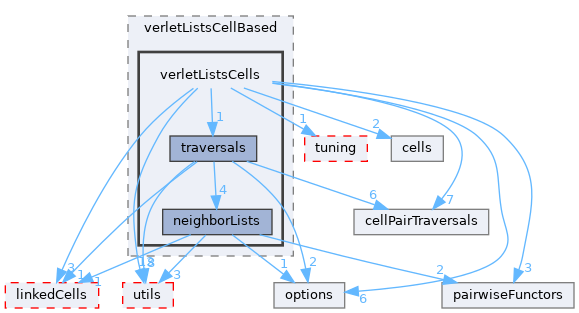 verletListsCellBased
verletListsCells
1
1
2
traversals
tuning
cells
4
6
7
neighborLists
cellPairTraversals
3
1
1
3
1
2
2
3
6
linkedCells
utils
options
pairwiseFunctors